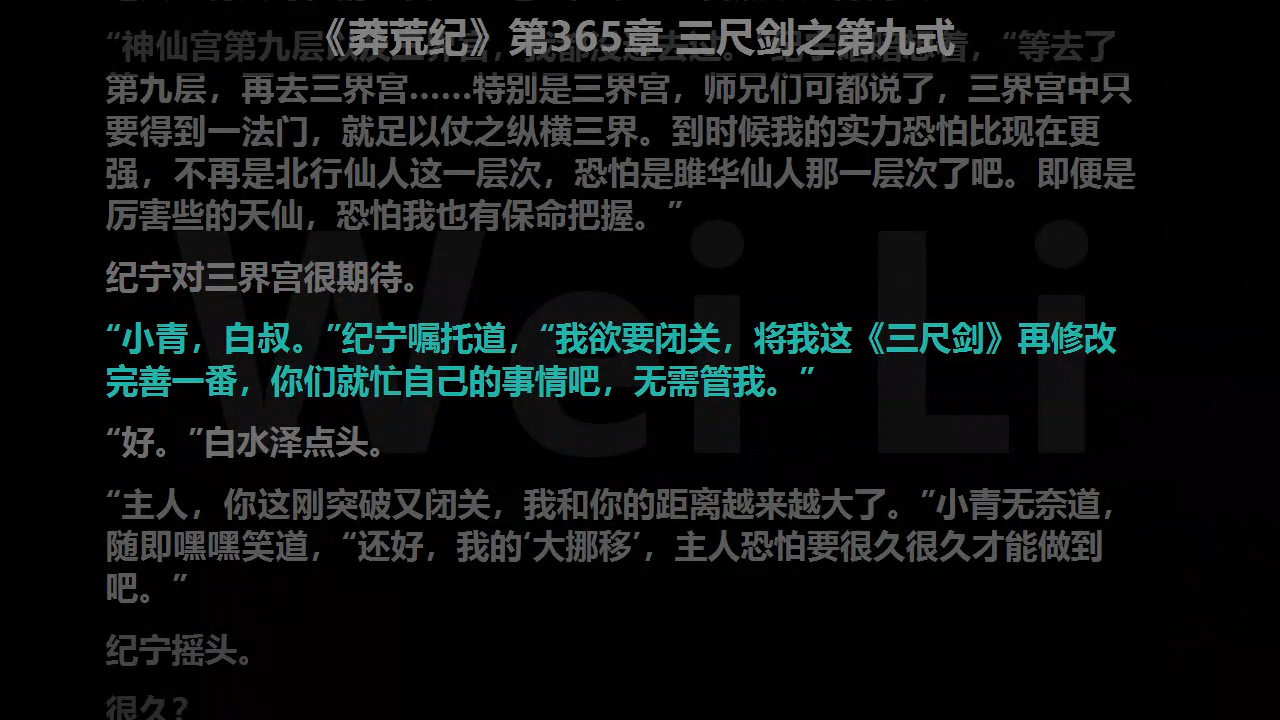 《莽荒纪》第365章 三尺剑之第九式
“神仙宫第九层
第九层，再去三界宫……特别是三界宫，师兄们可都说了，三界宫中只
要得到一法门，就足以仗之纵横三界。到时候我的实力恐怕比现在更
强，不再是北行仙人这一层次，恐怕是雎华仙人那一层次了吧。即便是
厉害些的天仙，恐怕我也有保命把握。”
纪宁对三界宫很期待。
“小青，白叔。”纪宁嘱托道，“我欲要闭关，将我这《三尺剑》再修改
完善一番，你们就忙自己的事情吧，无需管我。”
“好。”白水泽点头。
“主人，你这刚突破又闭关，我和你的距离越来越大了。”小青无奈道，
随即嘿嘿笑道，“还好，我的‘大挪移’，主人恐怕要很久很久才能做到
吧。”
纪宁摇头。
很久？
Wei Li